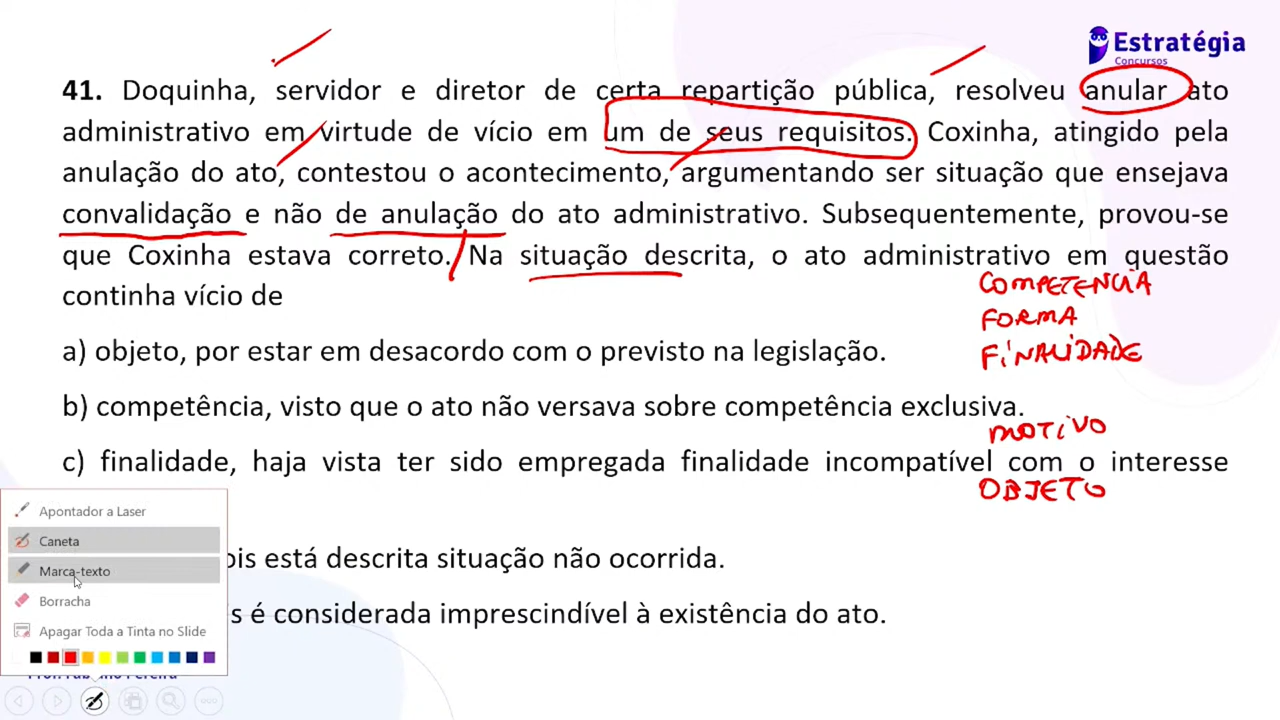 Estratégia
Concursos
41. Doquinha, servidor e diretor de certa repartição pública, resolveu anular ato
administrativo em virtude de vício em um de seus requisitos. Coxinha, atingido pela
anulação do ato, contestou o acontecimento, argumentando ser situação que ensejava
convalidação e não de anulação do ato administrativo. Subsequentemente, provou-se
que Coxinha estava correto. Na situação descrita, o ato administrativo em questão
COMPETENCIA
continha vício de
FORMA
a) objeto, por estar em desacordo com o previsto na legislação.
FINALIDADE
b) competência, visto que o ato não versava sobre competência exclusiva.
MOTIVO
c) finalidade, haja vista ter sido empregada finalidade incompatível com o interesse
OBJETO
Apontador a Laser
Caneta
está descrita situação não ocorrida.
Marca-texto
Borracha
é considerada imprescindível à existência do ato.
Apagar Toda a Tinta no Slide